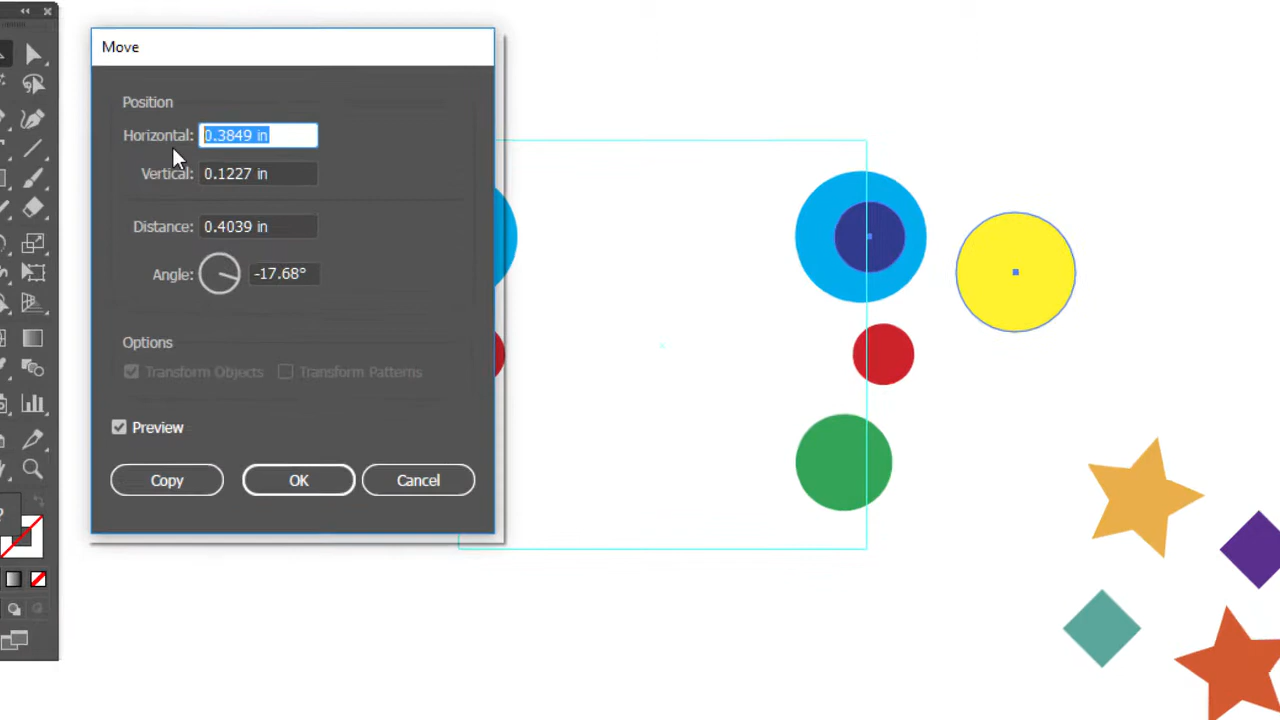 Move
Position
Horizontal: 0.3849 in
Vertical: 0.1227 in
Distance: 0.4039 in
Angle: -17.68°
Options
Transform Objects Transform Patterns
Preview
Copy OK Cancel
?